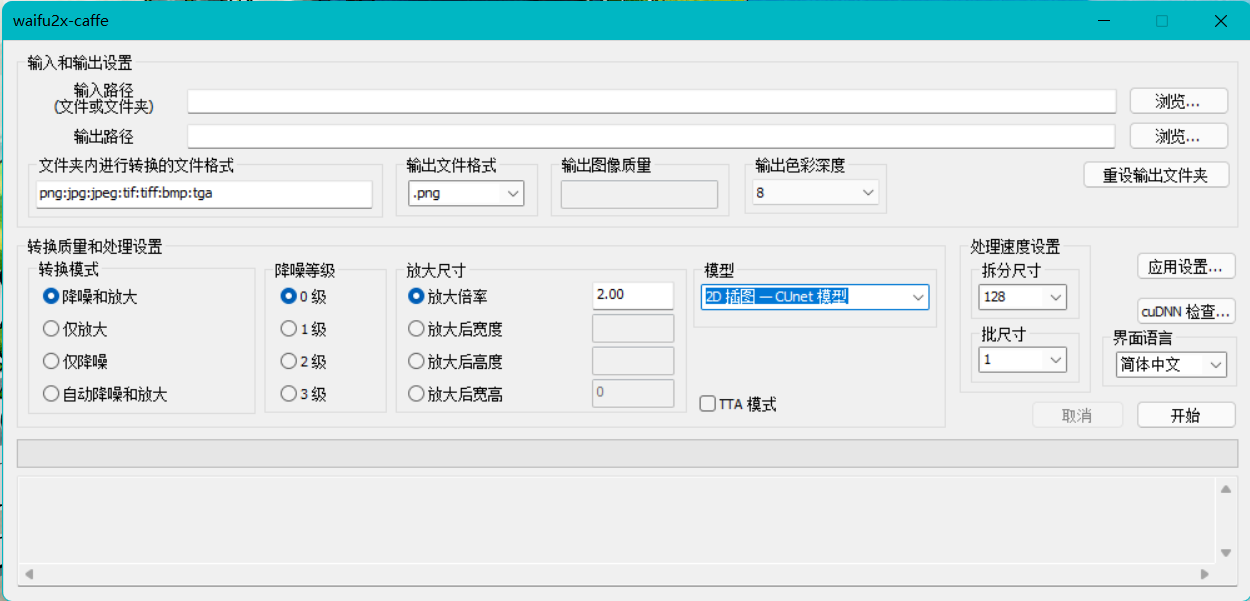 waifu2x-caffe
输入和输出设置
输入路径
(文件或文件夹)
浏览...
输出路径
浏览...
文件夹内进行转换的文件格式
png:jpg:jpeg:tif:tiff:bmp:tga
输出文件格式
.png
输出图像质量
输出色彩深度
8
重设输出文件夹
转换质量和处理设置
转换模式
降噪和放大
仅放大
仅降噪
自动降噪和放大
降噪等级
0 级
1 级
2 级
3 级
放大尺寸
放大倍率
2.00
放大后宽度
放大后高度
放大后宽高
0
模型
2D 插图 — CUnet 模型
TTA 模式
处理速度设置
拆分尺寸
128
批尺寸
1
应用设置...
cuDNN 检查...
界面语言
简体中文
取消
开始